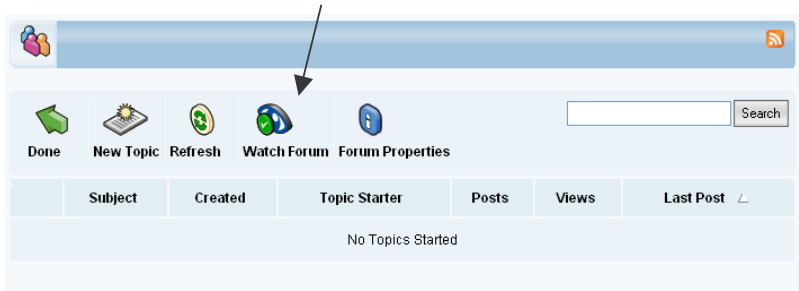 Search
Done New Topic Refresh Watch Forum Forum Properties
Subject Created Topic Starter Posts Views Last Post
No Topics Started